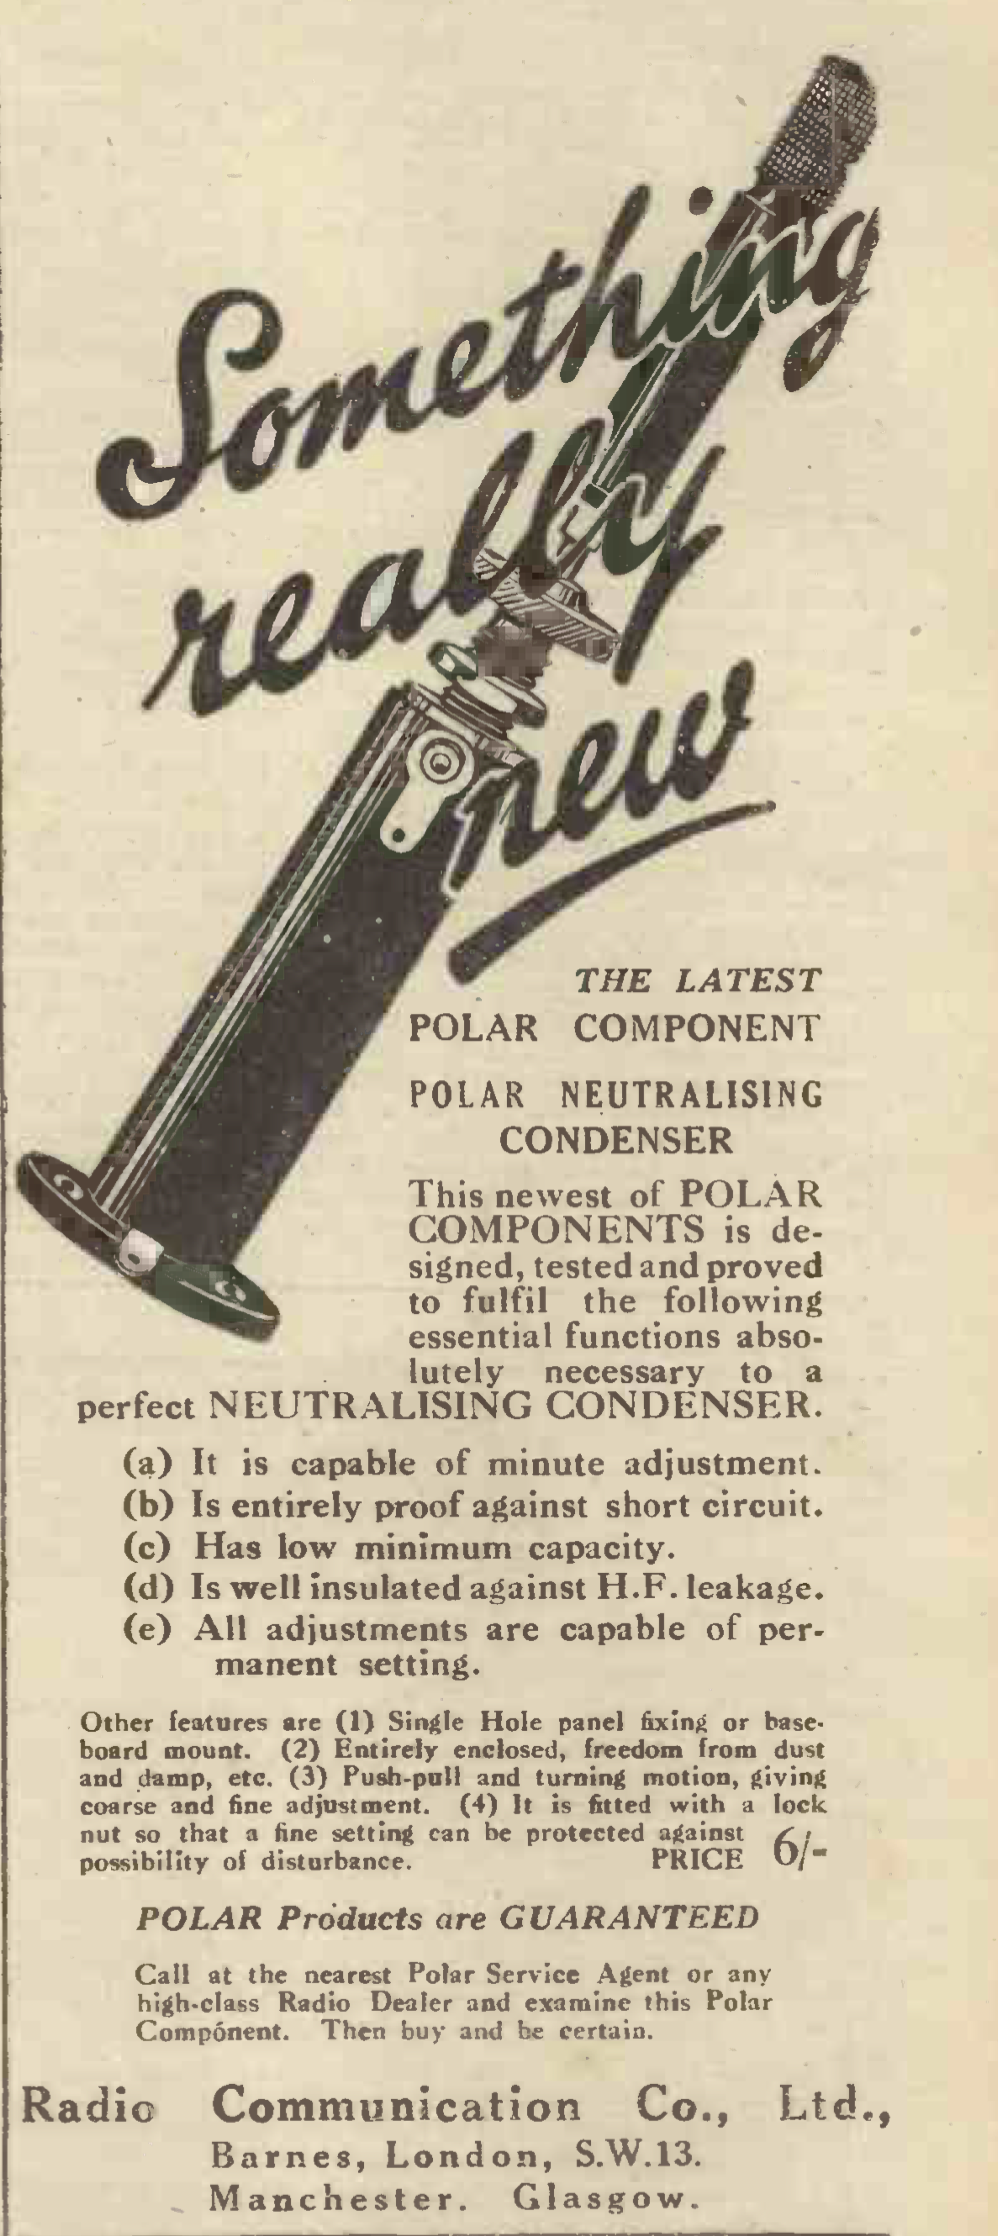 Something
really
new
THE LATEST
POLAR COMPONENT
POLAR NEUTRALISING
CONDENSER
This newest of POLAR
COMPONENTS is de-
signed, tested and proved
to fulfil the following
essential functions abso-
lutely necessary to a
perfect NEUTRALISING CONDENSER.
(a) It is capable of minute adjustment.
(b) Is entirely proof against short circuit.
(c) Has low minimum capacity.
(d) Is well insulated against H.F. leakage.
(e) All adjustments are capable of per-
manent setting.
Other features are (1) Single Hole panel fixing or base-
board mount. (2) Entirely enclosed, freedom from dust
and damp, etc. (3) Push-pull and turning motion, giving
coarse and fine adjustment. (4) It is fitted with a lock
nut so that a fine setting can be protected against
possibility of disturbance. PRICE 6/-
POLAR Products are GUARANTEED
Call at the nearest Polar Service Agent or any
high-class Radio Dealer and examine this Polar
Component. Then buy and be certain.
Radio Communication Co., Ltd.,
Barnes, London, S.W.13.
Manchester. Glasgow.